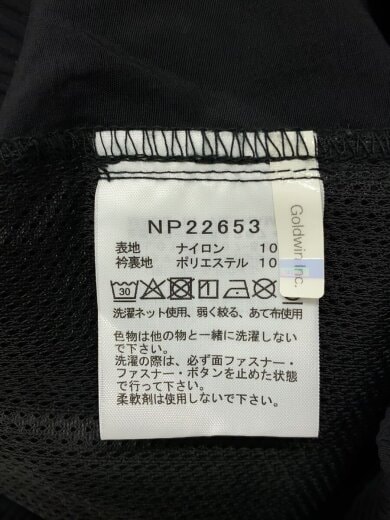 NP22653
表地 ナイロン 10
衿裏地 ポリエステル 10
Goldwin Inc.
30
洗濯ネット使用、弱く絞る、あて布使用
色物は他の物と一緒に洗濯しない
で下さい。
洗濯の際は、必ず面ファスナー・
ファスナー・ボタンを止めた状態
で行って下さい。
柔軟剤は使用しないで下さい。